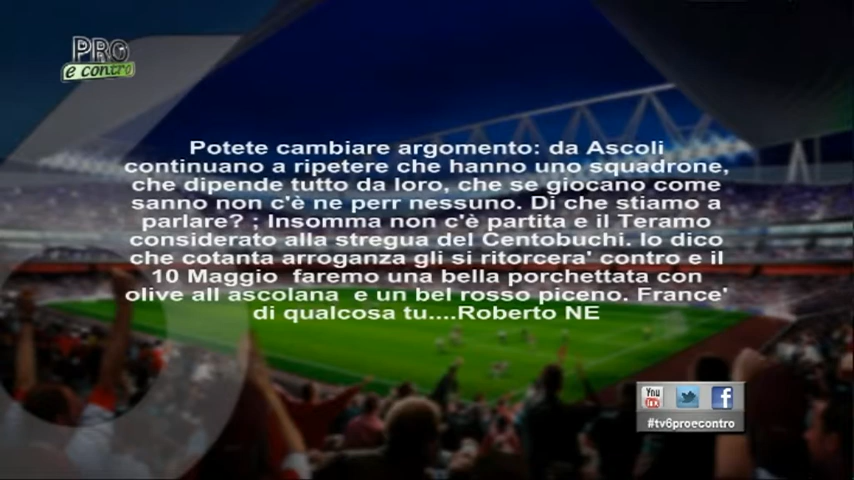 PRO
e contro
Potete cambiare argomento: da Ascoli
continuano a ripetere che hanno uno squadrone,
che dipende tutto da loro, che se giocano come
sanno non c'è ne perr nessuno. Di che stiamo a
parlare? ; Insomma non c'è partita e il Teramo
considerato alla stregua del Centobuchi. Io dico
che cotanta arroganza gli si ritorcera' contro e il
10 Maggio faremo una bella porchettata con
olive all ascolana e un bel rosso piceno. France'
di qualcosa tu....Roberto NE
You
#tv6proecontro